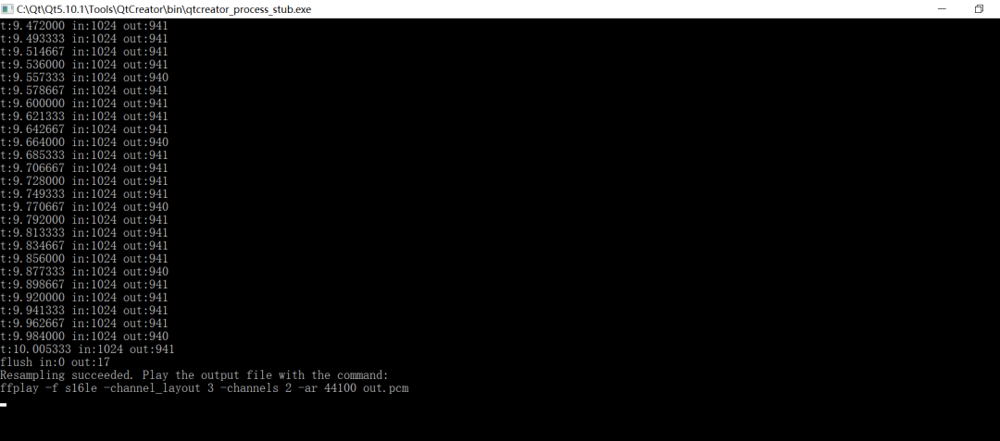 C:\Qt\Qt5.10.1\Tools\QtCreator\bin\qtcreator_process_stub.exe
t:9.472000 in:1024 out:941
t:9.493333 in:1024 out:941
t:9.514667 in:1024 out:941
t:9.536000 in:1024 out:941
t:9.557333 in:1024 out:940
t:9.578667 in:1024 out:941
t:9.600000 in:1024 out:941
t:9.621333 in:1024 out:941
t:9.642667 in:1024 out:941
t:9.664000 in:1024 out:940
t:9.685333 in:1024 out:941
t:9.706667 in:1024 out:941
t:9.728000 in:1024 out:941
t:9.749333 in:1024 out:941
t:9.770667 in:1024 out:940
t:9.792000 in:1024 out:941
t:9.813333 in:1024 out:941
t:9.834667 in:1024 out:941
t:9.856000 in:1024 out:941
t:9.877333 in:1024 out:940
t:9.898667 in:1024 out:941
t:9.920000 in:1024 out:941
t:9.941333 in:1024 out:941
t:9.962667 in:1024 out:941
t:9.984000 in:1024 out:940
t:10.005333 in:1024 out:941
flush in:0 out:17
Resampling succeeded. Play the output file with the command:
ffplay -f s16le -channel_layout 3 -channels 2 -ar 44100 out.pcm